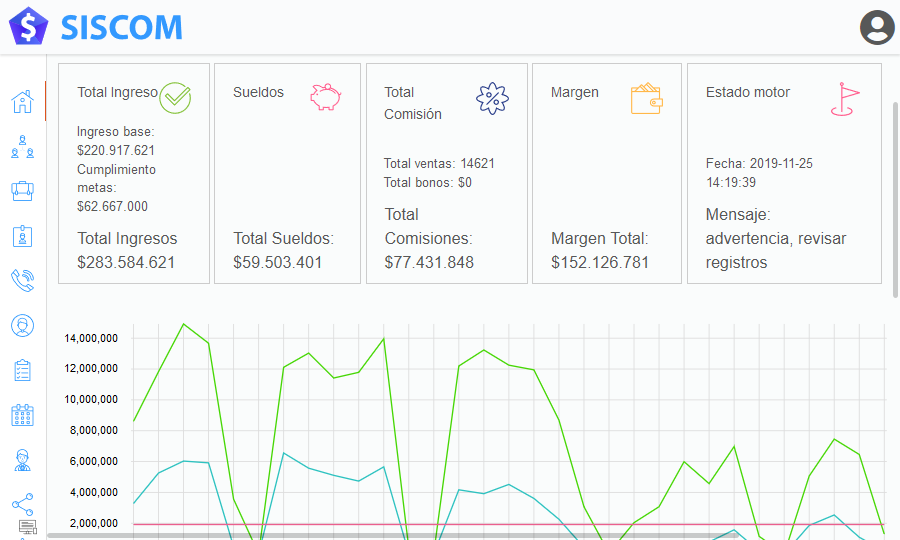 SISCOM
Total Ingreso
Ingreso base:
$220.917.621
Cumplimiento
metas:
$62.667.000
Total Ingresos
$283.584.621
Sueldos
Total Sueldos:
$59.503.401
Total
Comisión
Total ventas: 14621
Total bonos: $0
Total
Comisiones:
$77.431.848
Margen
Margen Total:
$152.126.781
Estado motor
Fecha: 2019-11-25
14:19:39
Mensaje:
advertencia, revisar
registros
14,000,000
12,000,000
10,000,000
8,000,000
6,000,000
4,000,000
2,000,000